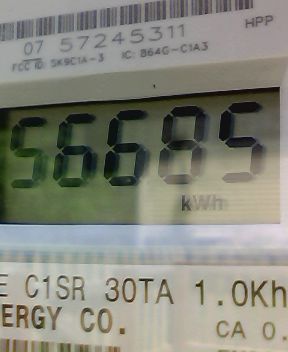 07 57245311
HPP
FCC ID: SK9C1A-3 IC: 864G-C1A3
56685
kWh
E C1SR 30TA 1.0Kh
ERGY CO.
CA 0.